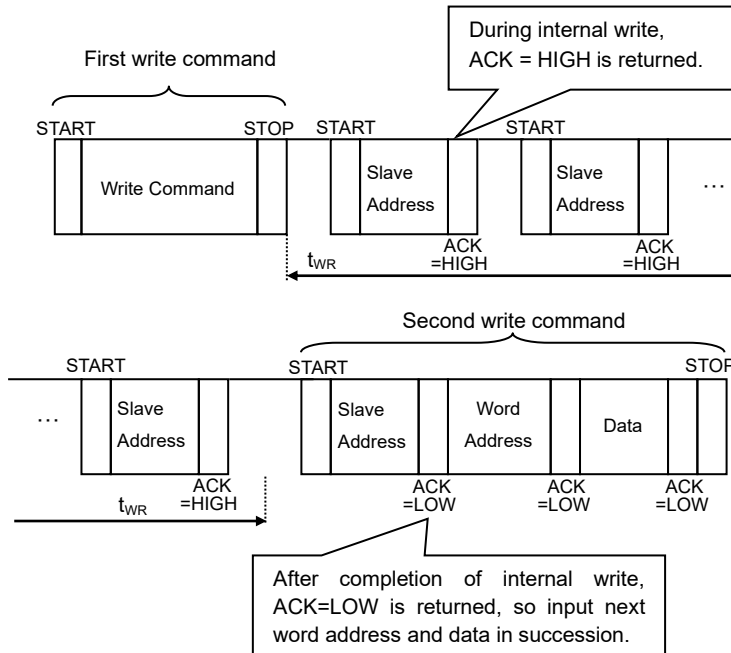 During internal write,
ACK = HIGH is returned.
First write command
START STOP START START
Write Command
Slave
Address
Slave
Address
...
ACK
=HIGH
ACK
=HIGH
tWR
Second write command
START START STOP
...
Slave
Address
Slave
Address
Word
Address
Data
ACK
=HIGH
ACK
=LOW
ACK
=LOW
ACK
=LOW
tWR
After completion of internal write,
ACK=LOW is returned, so input next
word address and data in succession.